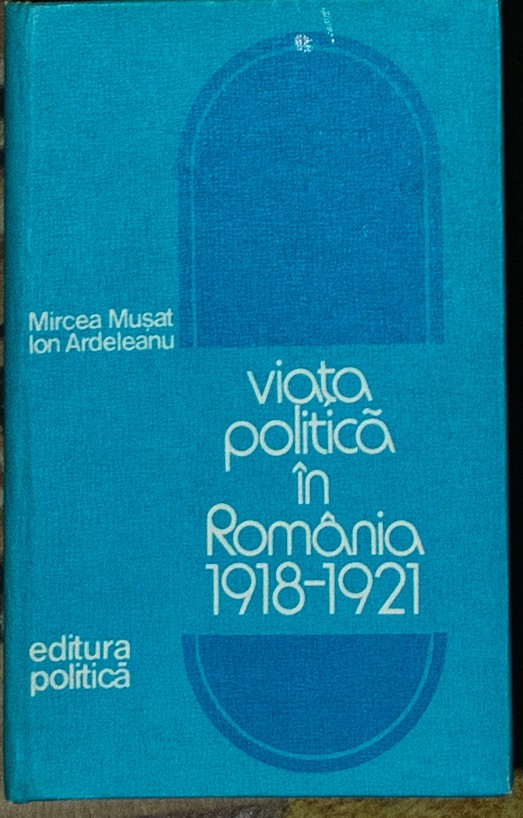 Mircea Mușat
Ion Ardeleanu
viața
politică
în
România
1918-1921
editura
politică